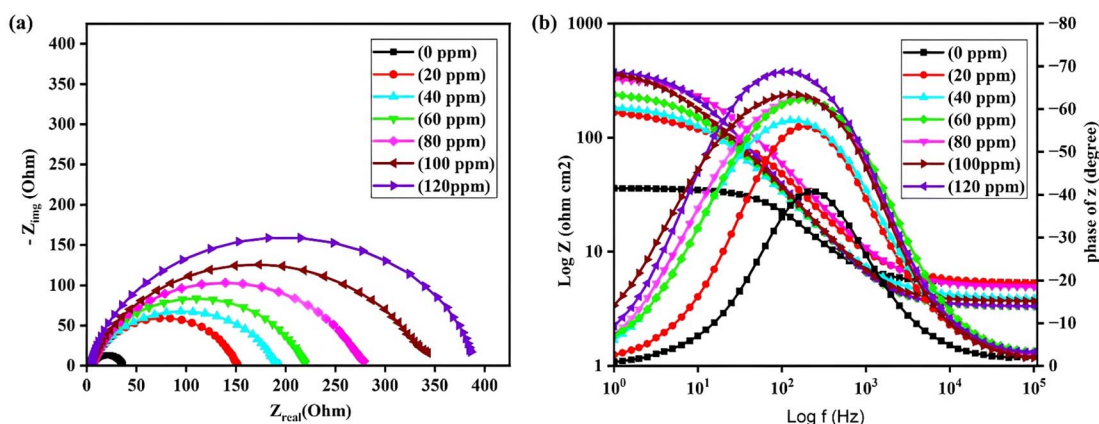 (a)
400
350
300
250
200
150
100
50
0
- Z_img (Ohm)
(0 ppm)
(20 ppm)
(40 ppm)
(60 ppm)
(80 ppm)
(100 ppm)
(120ppm)
0 50 100 150 200 250 300 350 400
Z_real(Ohm)
(b)
1000
100
10
1
Log Z (ohm cm2)
(0 ppm)
(20 ppm)
(40 ppm)
(60 ppm)
(80 ppm)
(100ppm)
(120 ppm)
−80
−70
−60
−50
−40
−30
−20
−10
0
phase of z (degree)
10^0 10^1 10^2 10^3 10^4 10^5
Log f (Hz)